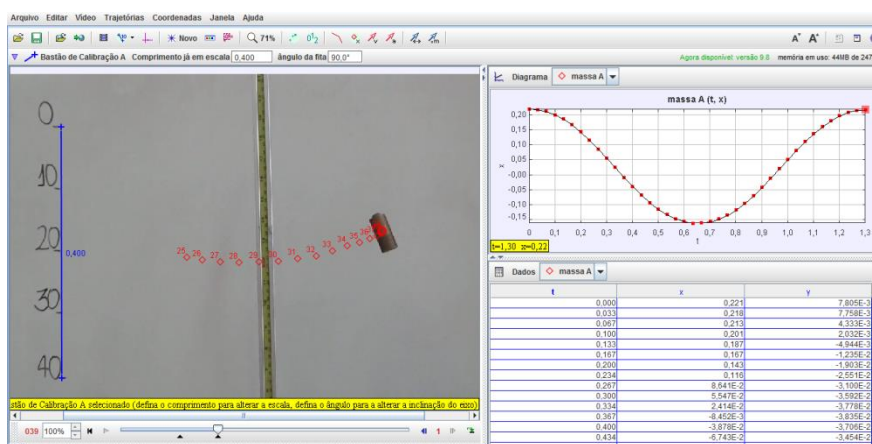 Arquivo Editar Vídeo Trajetórias Coordenadas Janela Ajuda
Novo 71%
Bastão de Calibração A Comprimento já em escala 0,400 ângulo da fita 90,0° Agora disponível: versão 9.8 memória em uso: 44MB de 247
0
10
20
30
40
0,400
25 26 27 28 29 30 31 32 33 34 35 36
stão de Calibração A selecionado (defina o comprimento para alterar a escala, defina o ângulo para a alterar a inclinação do eixo)
039 100% 1
Diagrama massa A
massa A (t, x)
0,20
0,15
0,10
0,05
-0,00
-0,05
-0,10
-0,15
x
0 0,1 0,2 0,3 0,4 0,5 0,6 0,7 0,8 0,9 1,0 1,1 1,2 1,3
t
t=1,30 x=0,22
Dados massa A
t x y
0,000 0,221 7,805E-3
0,033 0,218 7,758E-3
0,067 0,213 4,333E-3
0,100 0,201 2,032E-3
0,133 0,187 -4,944E-3
0,167 0,167 -1,235E-2
0,200 0,143 -1,903E-2
0,234 0,116 -2,551E-2
0,267 8,641E-2 -3,100E-2
0,300 5,547E-2 -3,592E-2
0,334 2,414E-2 -3,778E-2
0,367 -8,452E-3 -3,835E-2
0,400 -3,878E-2 -3,706E-2
0,434 -6,743E-2 -3,454E-2